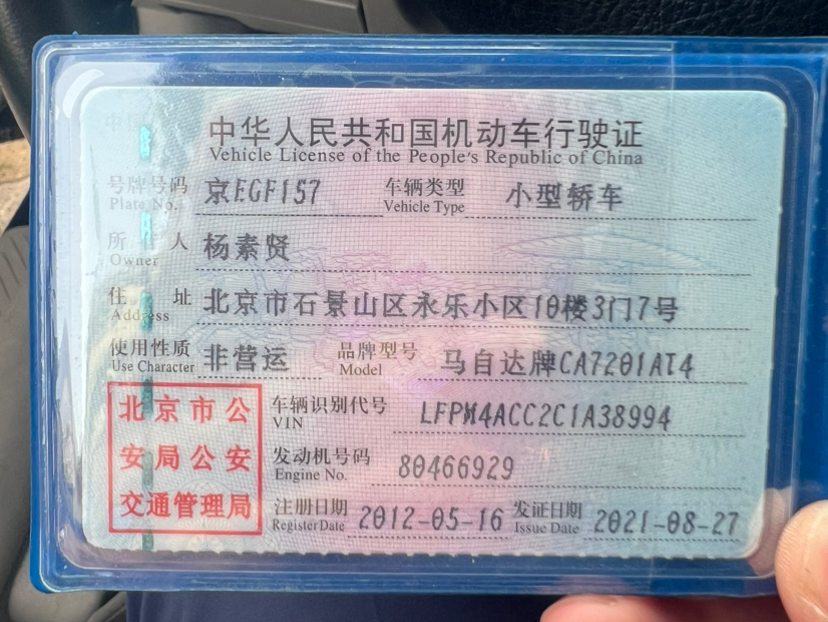 中华人民共和国机动车行驶证
Vehicle License of the People's Republic of China
号牌号码 京EGF157 车辆类型 小型轿车
Plate No. Vehicle Type
所有人 杨素贤
Owner
住址 北京市石景山区永乐小区10楼3门7号
Address
使用性质 非营运 品牌型号 马自达牌CA7201AT4
Use Character Model
北京市公 车辆识别代号 LFPM4ACC2C1A38994
VIN
安局公安 发动机号码 80466929
Engine No.
交通管理局 注册日期 2012-05-16 发证日期 2021-08-27
Register Date Issue Date